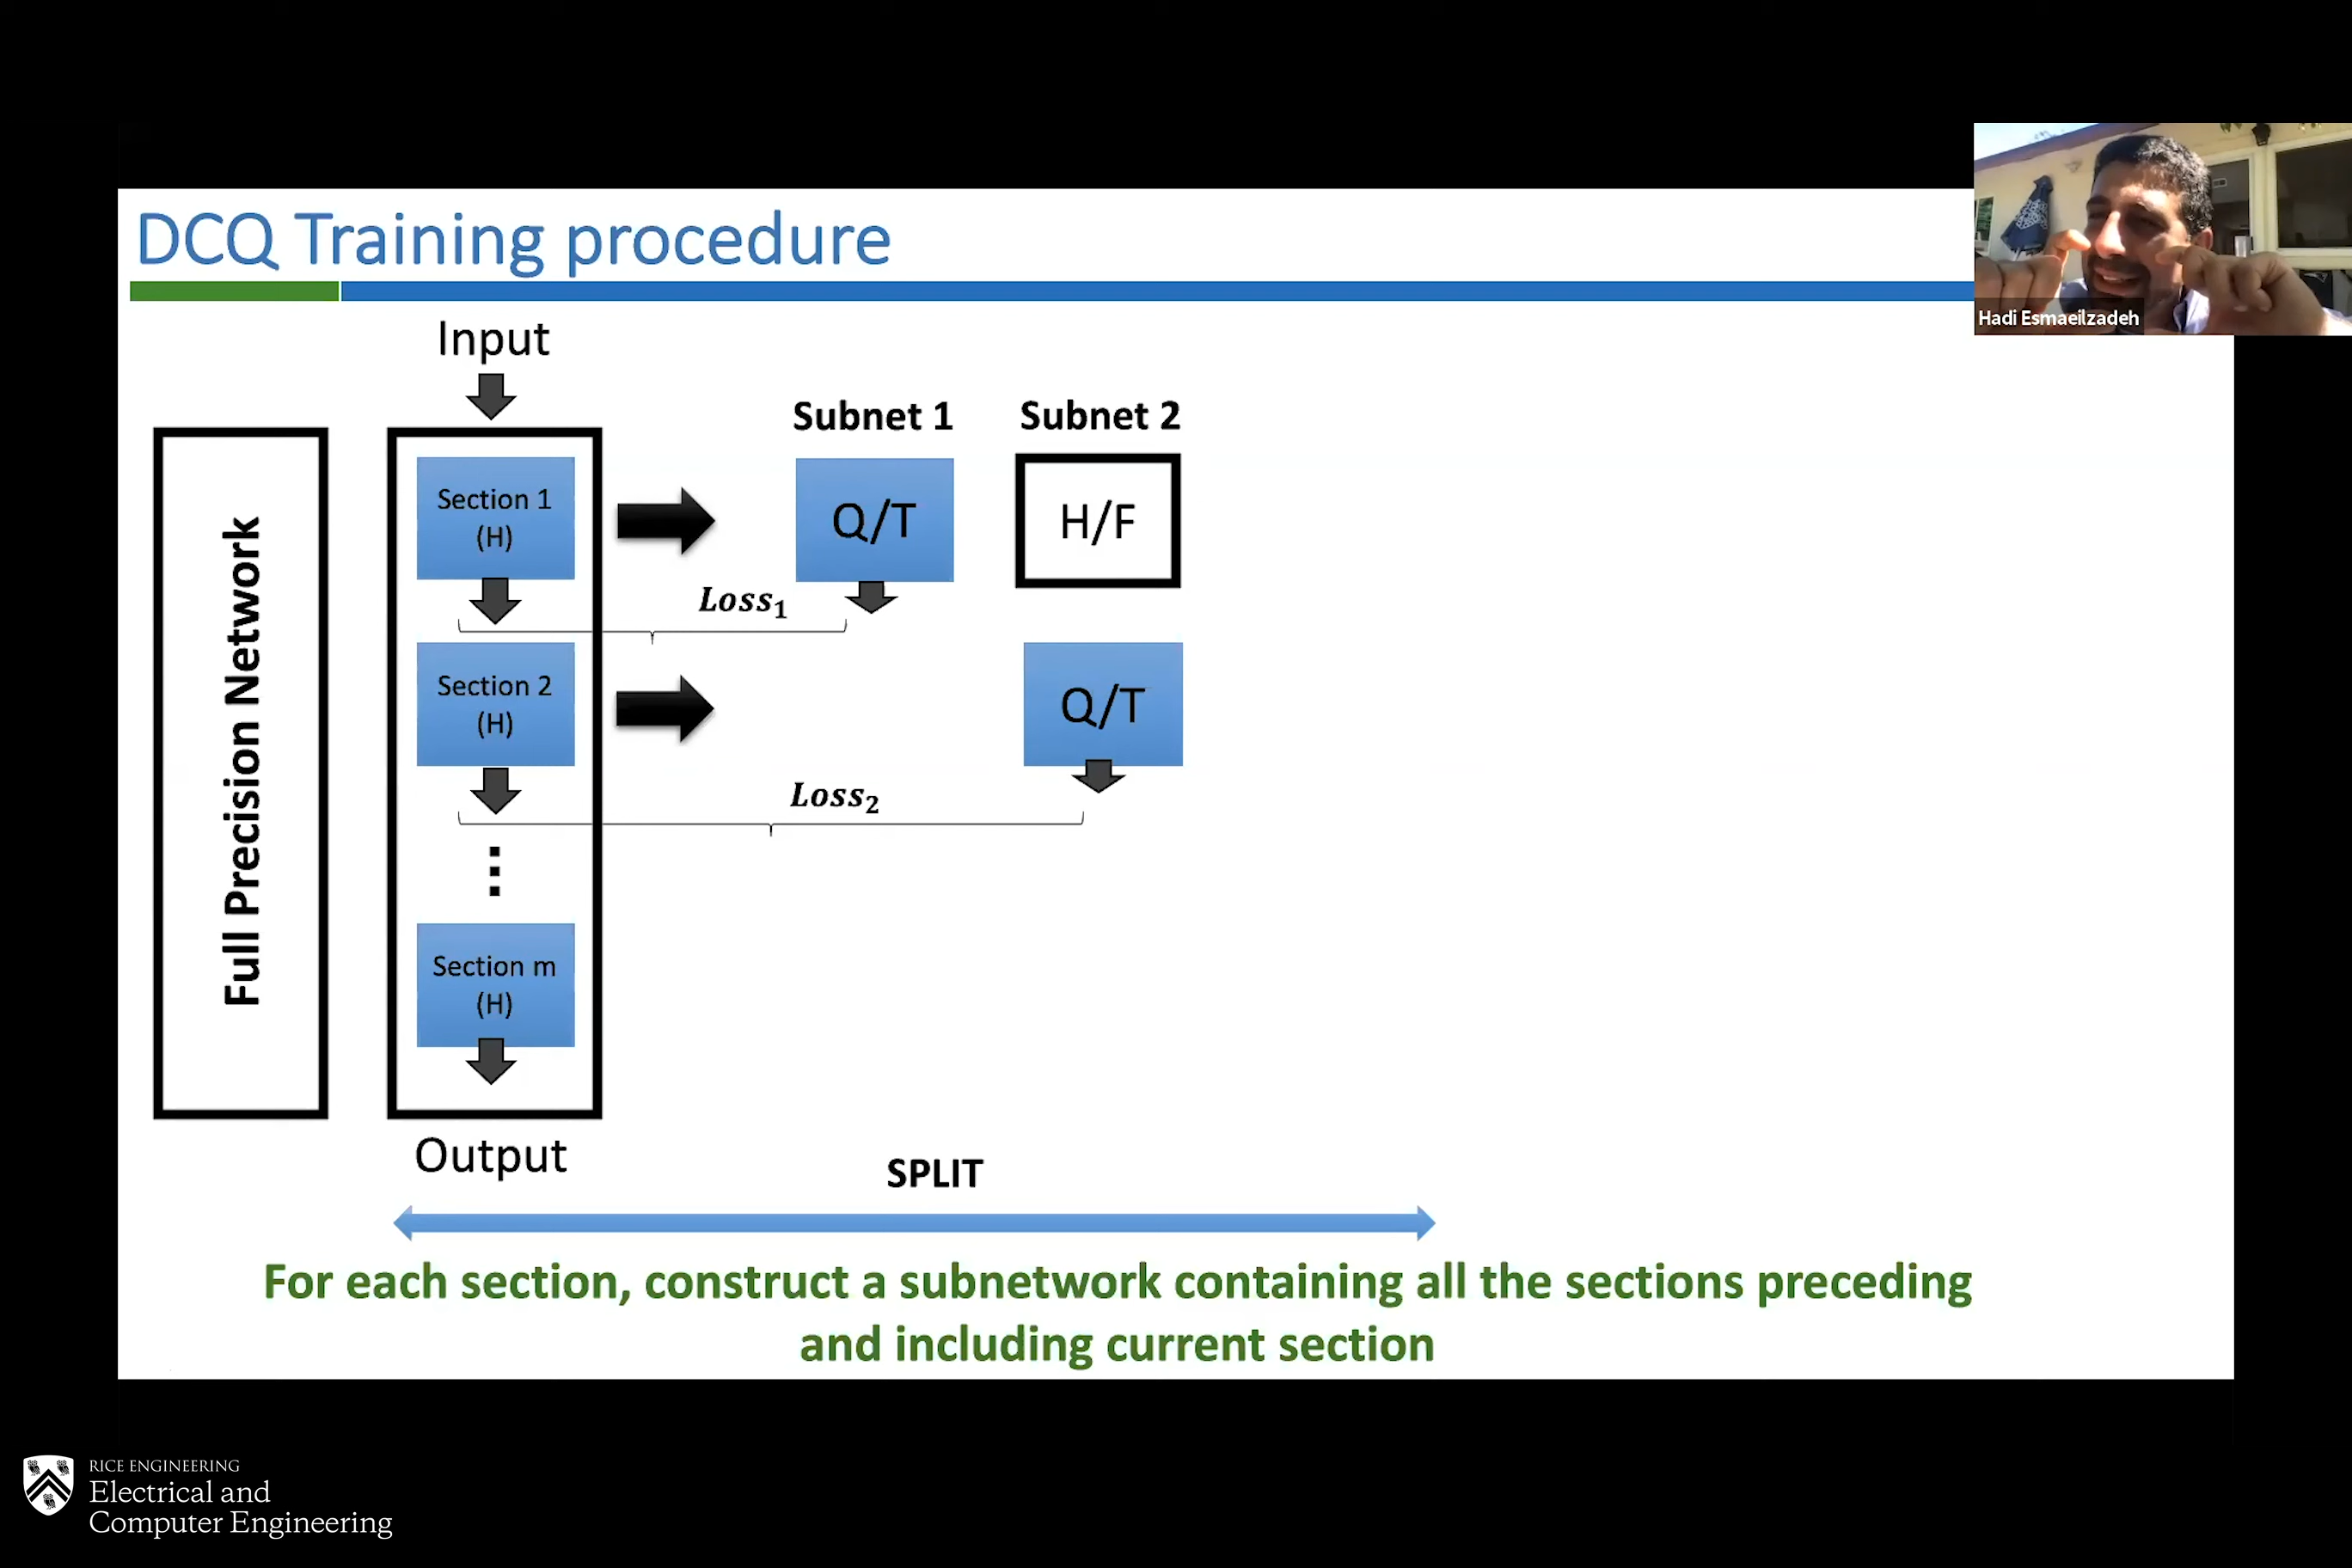 DCQ Training procedure
Hadi Esmaeilzadeh
Input
Subnet 1
Subnet 2
Full Precision Network
Section 1
(H)
Q/T
H/F
Loss1
Section 2
(H)
Q/T
Loss2
⋮
Section m
(H)
Output
SPLIT
For each section, construct a subnetwork containing all the sections preceding
and including current section
RICE ENGINEERING
Electrical and
Computer Engineering